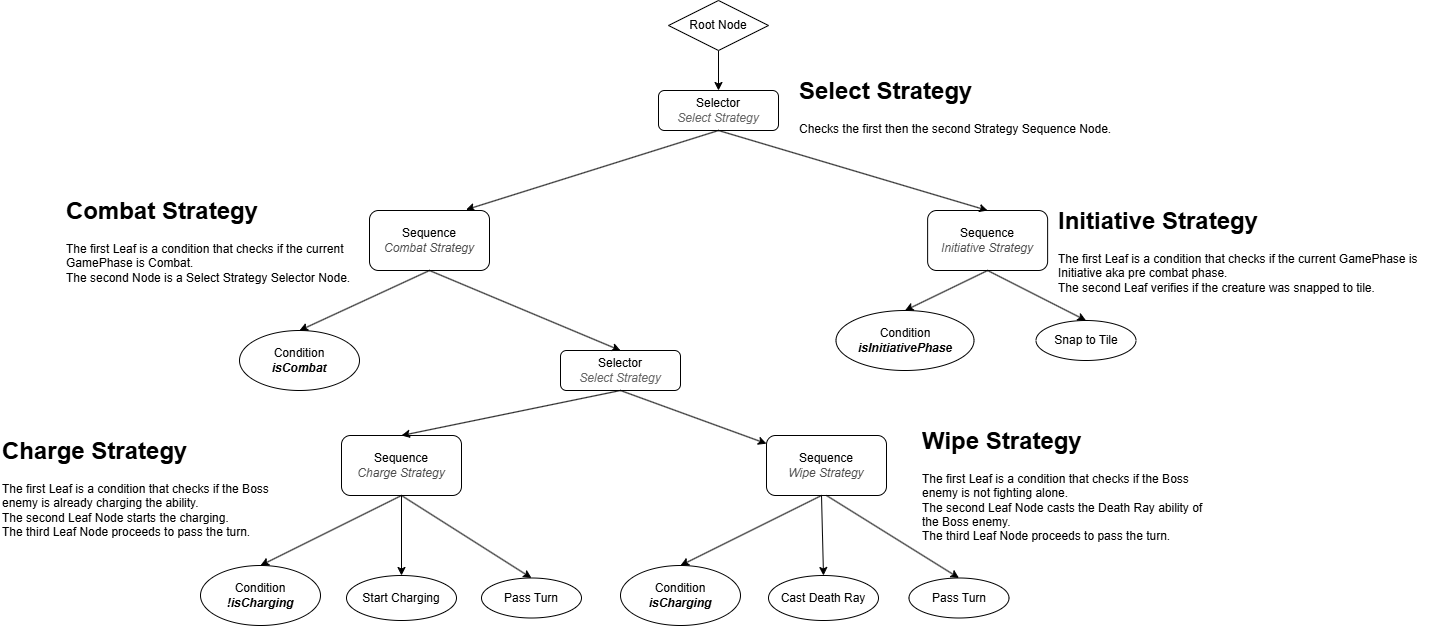 Root Node
Selector
Select Strategy
Select Strategy
Checks the first then the second Strategy Sequence Node.
Combat Strategy
The first Leaf is a condition that checks if the current
GamePhase is Combat.
The second Node is a Select Strategy Selector Node.
Sequence
Combat Strategy
Sequence
Initiative Strategy
Initiative Strategy
The first Leaf is a condition that checks if the current GamePhase is
Initiative aka pre combat phase.
The second Leaf verifies if the creature was snapped to tile.
Condition
isCombat
Selector
Select Strategy
Condition
isInitiativePhase
Snap to Tile
Charge Strategy
The first Leaf is a condition that checks if the Boss
enemy is already charging the ability.
The second Leaf Node starts the charging.
The third Leaf Node proceeds to pass the turn.
Sequence
Charge Strategy
Sequence
Wipe Strategy
Wipe Strategy
The first Leaf is a condition that checks if the Boss
enemy is not fighting alone.
The second Leaf Node casts the Death Ray ability of
the Boss enemy.
The third Leaf Node proceeds to pass the turn.
Condition
!isCharging
Start Charging
Pass Turn
Condition
isCharging
Cast Death Ray
Pass Turn